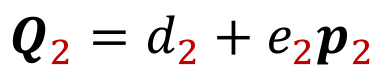 Q₂ = d₂ + e₂p₂